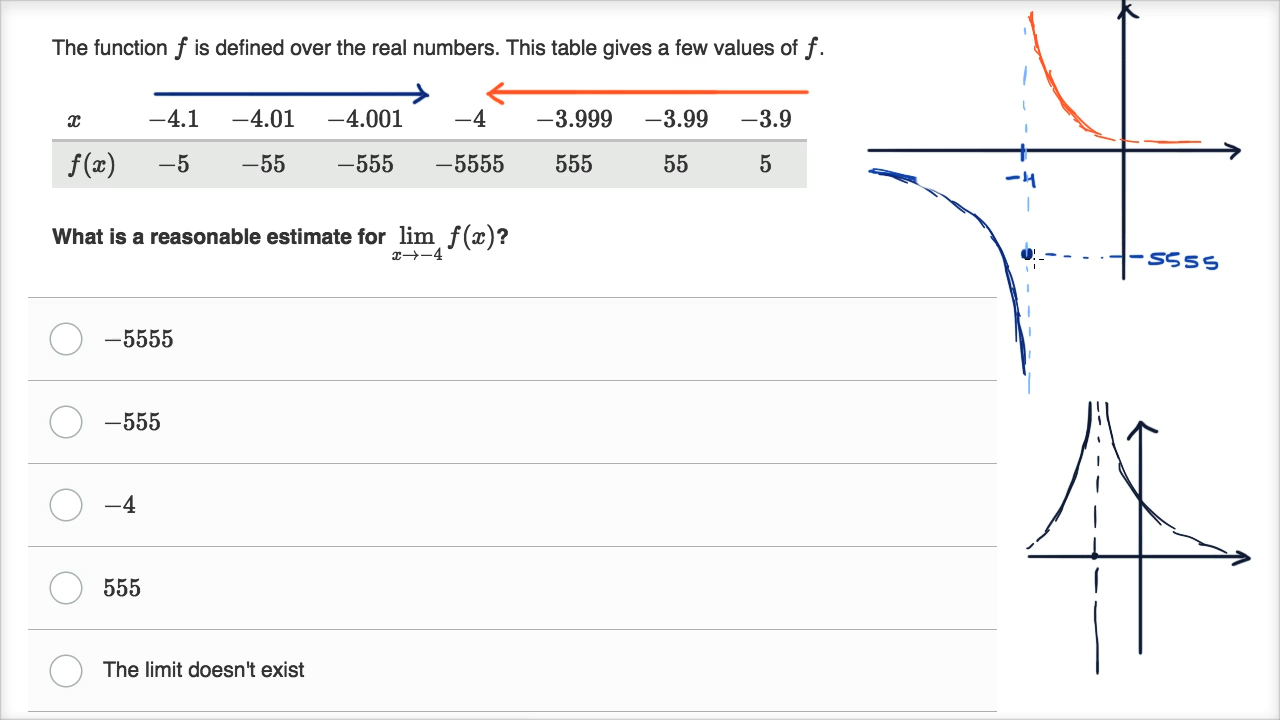 The function f is defined over the real numbers. This table gives a few values of f.
x −4.1 −4.01 −4.001 −4 −3.999 −3.99 −3.9
f(x) −5 −55 −555 −5555 555 55 5
What is a reasonable estimate for lim x→−4 f(x)?
−5555
−555
−4
555
The limit doesn't exist
−4
−5555